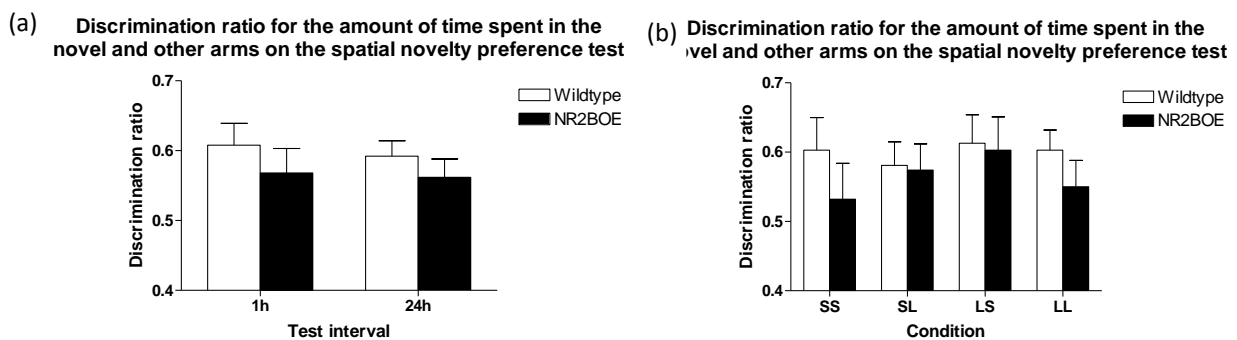 (a)
Discrimination ratio for the amount of time spent in the
novel and other arms on the spatial novelty preference test
0.7
0.6
0.5
0.4
Discrimination ratio
1h
24h
Test interval
Wildtype
NR2BOE
(b)
Discrimination ratio for the amount of time spent in the
ovel and other arms on the spatial novelty preference test
0.7
0.6
0.5
0.4
Discrimination ratio
SS
SL
LS
LL
Condition
Wildtype
NR2BOE